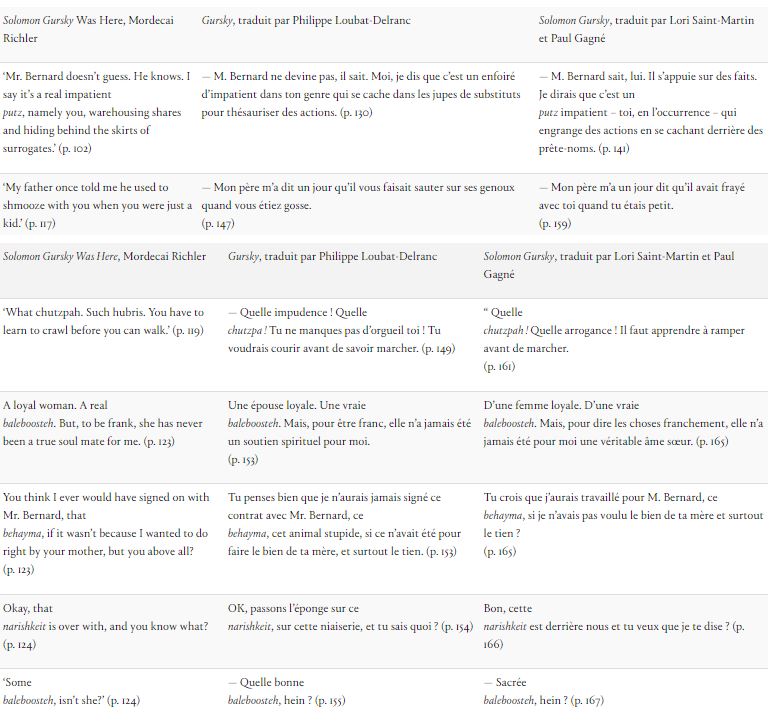 Solomon Gursky Was Here, Mordecai
Richler
Gursky, traduit par Philippe Loubat-Delranc
Solomon Gursky, traduit par Lori Saint-Martin
et Paul Gagné
‘Mr. Bernard doesn’t guess. He knows. I
say it’s a real impatient
putz, namely you, warehousing shares
and hiding behind the skirts of
surrogates.’ (p. 102)
— M. Bernard ne devine pas, il sait. Moi, je dis que c’est un enfoiré
d’impatient dans ton genre qui se cache dans les jupes de substituts
pour thésauriser des actions. (p. 130)
— M. Bernard sait, lui. Il s’appuie sur des faits.
Je dirais que c’est un
putz impatient – toi, en l’occurrence – qui
engrange des actions en se cachant derrière des
prête-noms. (p. 141)
‘My father once told me he used to
shmooze with you when you were just a
kid.’ (p. 117)
— Mon père m’a dit un jour qu’il vous faisait sauter sur ses genoux
quand vous étiez gosse.
(p. 147)
— Mon père m’a un jour dit qu’il avait frayé
avec toi quand tu étais petit.
(p. 159)
Solomon Gursky Was Here, Mordecai Richler
Gursky, traduit par Philippe Loubat-Delranc
Solomon Gursky, traduit par Lori Saint-Martin et Paul
Gagné
‘What chutzpah. Such hubris. You have to
learn to crawl before you can walk.’ (p. 119)
— Quelle impudence ! Quelle
chutzpa ! Tu ne manques pas d’orgueil toi ! Tu
voudrais courir avant de savoir marcher. (p. 149)
“ Quelle
chutzpah ! Quelle arrogance ! Il faut apprendre à ramper
avant de marcher.
(p. 161)
A loyal woman. A real
baleboosteh. But, to be frank, she has never
been a true soul mate for me. (p. 123)
Une épouse loyale. Une vraie
baleboosteh. Mais, pour être franc, elle n’a jamais été
un soutien spirituel pour moi.
(p. 153)
D’une femme loyale. D’une vraie
baleboosteh. Mais, pour dire les choses franchement, elle n’a
jamais été pour moi une véritable âme sœur. (p. 165)
You think I ever would have signed on with
Mr. Bernard, that
behayma, if it wasn’t because I wanted to do
right by your mother, but you above all?
(p. 123)
Tu penses bien que je n’aurais jamais signé ce
contrat avec Mr. Bernard, ce
behayma, cet animal stupide, si ce n’avait été pour
faire le bien de ta mère, et surtout le tien. (p. 153)
Tu crois que j’aurais travaillé pour M. Bernard, ce
behayma, si je n’avais pas voulu le bien de ta mère et surtout
le tien ?
(p. 165)
Okay, that
narishkeit is over with, and you know what?
(p. 124)
OK, passons l’éponge sur ce
narishkeit, sur cette niaiserie, et tu sais quoi ? (p. 154)
Bon, cette
narishkeit est derrière nous et tu veux que je te dise ? (p.
166)
‘Some
baleboosteh, isn’t she?’ (p. 124)
— Quelle bonne
baleboosteh, hein ? (p. 155)
— Sacrée
baleboosteh, hein ? (p. 167)